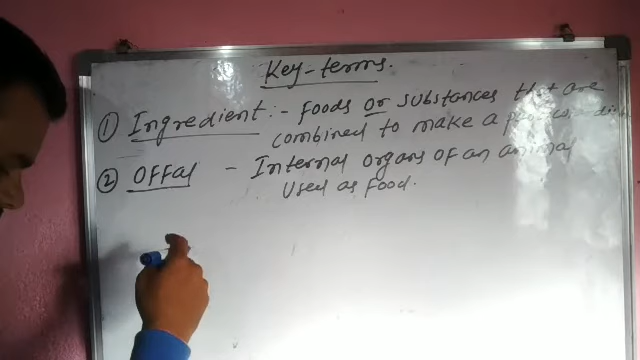 Key-terms.
① Ingredient :- foods or substances that are
combined to make a
② Offal - Internal organs of an animal
Used as food.